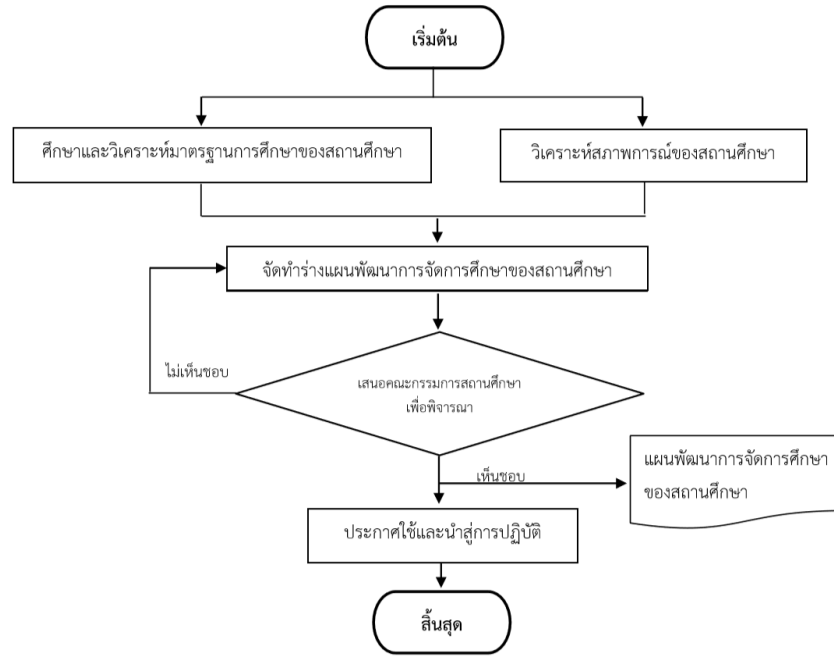 เริ่มต้น
ศึกษาและวิเคราะห์มาตรฐานการศึกษาของสถานศึกษา
วิเคราะห์สภาพการณ์ของสถานศึกษา
จัดทำร่างแผนพัฒนาการจัดการศึกษาของสถานศึกษา
ไม่เห็นชอบ
เสนอคณะกรรมการสถานศึกษา
เพื่อพิจารณา
เห็นชอบ
แผนพัฒนาการจัดการศึกษา
ของสถานศึกษา
ประกาศใช้และนำสู่การปฏิบัติ
สิ้นสุด